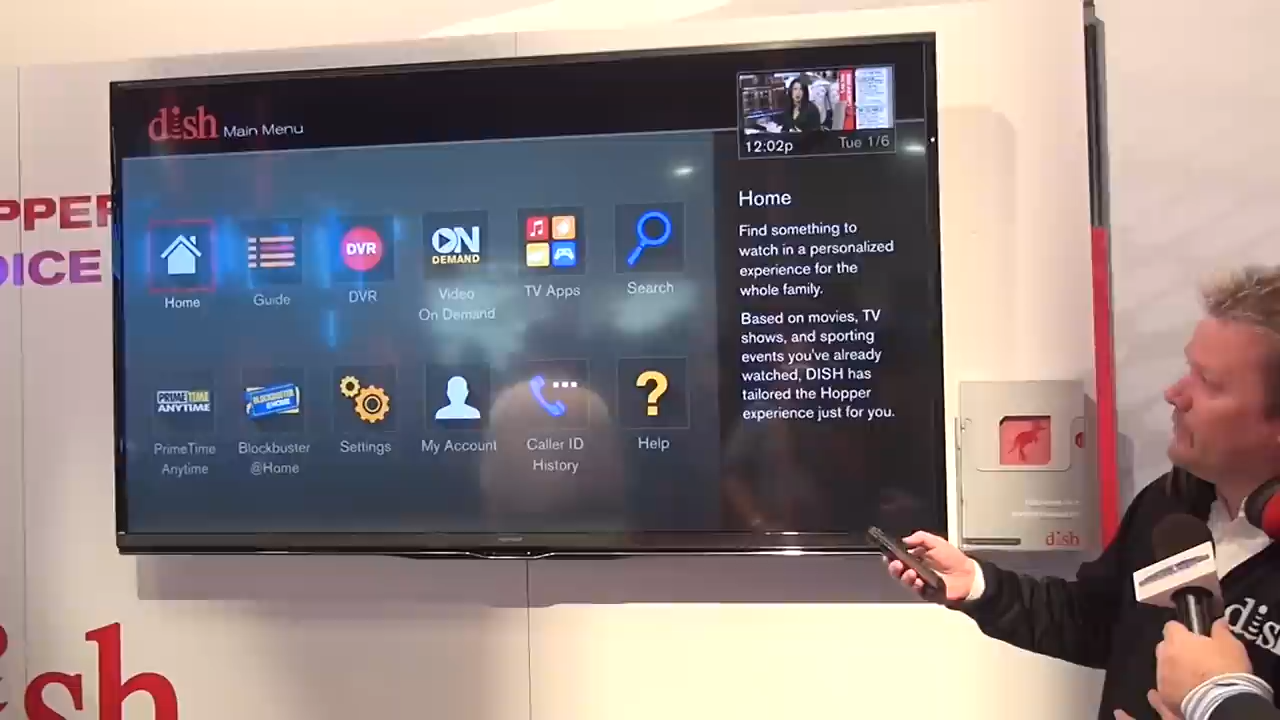 dish Main Menu
12:02p
Tue 1/6
PPER
OICE
Home
Guide
DVR
DVR
ON
DEMAND
Video
On Demand
TV Apps
Search
PRIMETIME
ANYTIME
PrimeTime
Anytime
BLOCKBUSTER
@HOME
Blockbuster
@Home
Settings
My Account
Caller ID
History
?
Help
Home
Find something to
watch in a personalized
experience for the
whole family.
Based on movies, TV
shows, and sporting
events you've already
watched, DISH has
tailored the Hopper
experience just for you.
dish
dish
dish